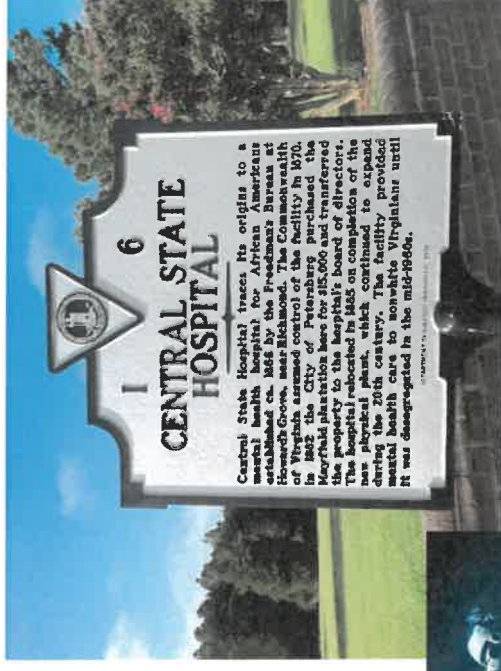 I 6
CENTRAL STATE
HOSPITAL
Central State Hospital traces its origins to a
mental health hospital for African Americans
established ca. 1866 by the Freedmen's Bureau at
Howard's Grove, near Richmond. The Commonwealth
of Virginia assumed control of the facility in 1870.
In 1882 the City of Petersburg purchased the
Mayfield plantation here for $15,000 and transferred
the property to the hospital's board of directors.
The hospital relocated in 1885 on completion of the
new physical plant, which continued to expand
during the 20th century. The facility provided
mental health care to nonwhite Virginians until
it was desegregated in the mid-1960s.
DEPARTMENT OF HISTORIC RESOURCES